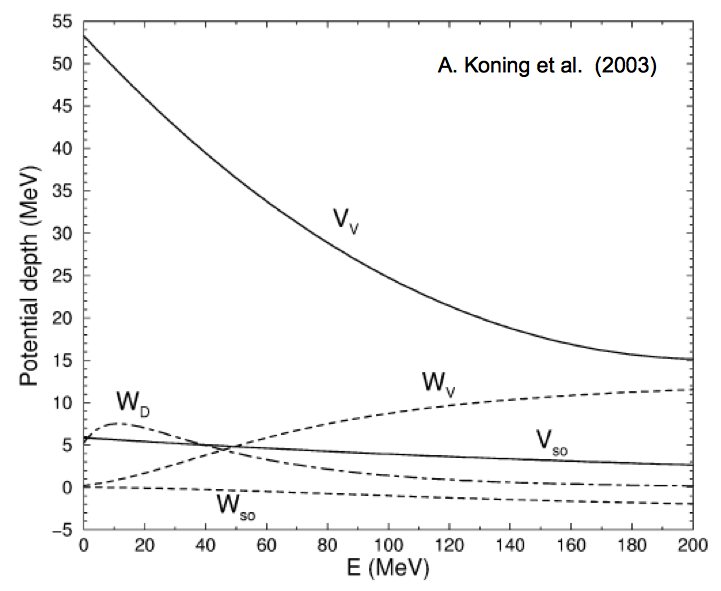 A. Koning et al. (2003)
Potential depth (MeV)
55
50
45
40
35
30
25
20
15
10
5
0
−5
V_V
W_V
W_D
V_so
W_so
0 20 40 60 80 100 120 140 160 180 200
E (MeV)